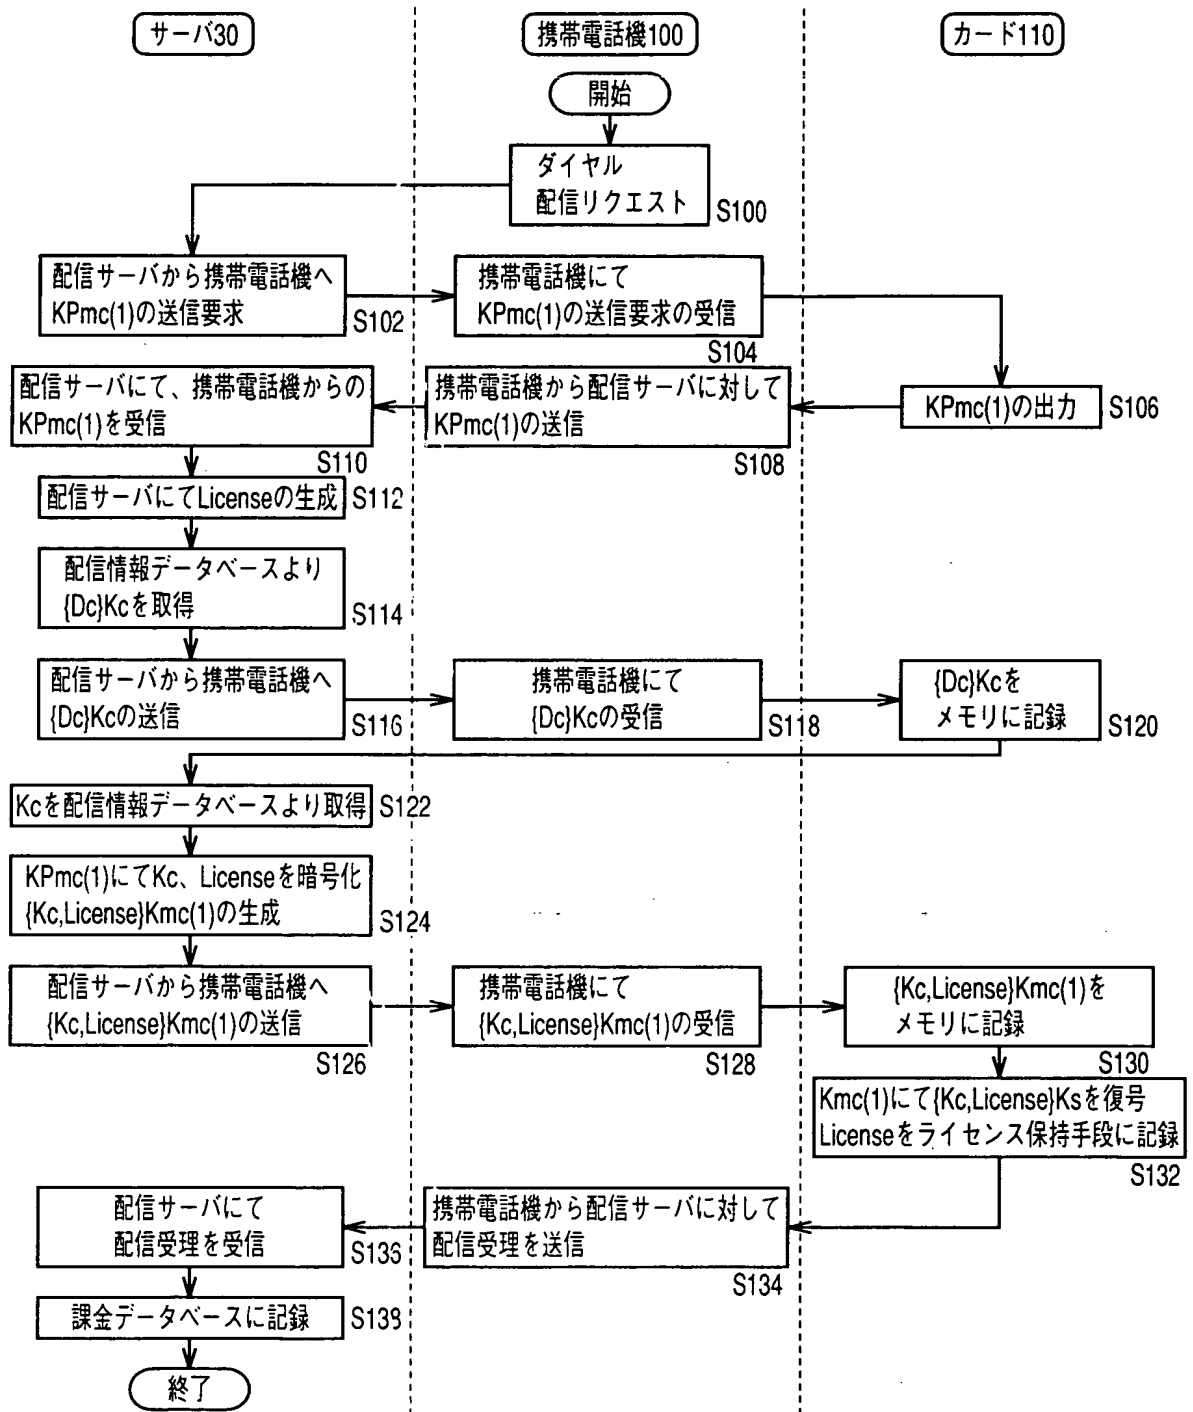 サーバ30
携帯電話機100
カード110
開始
ダイヤル
配信リクエスト
S100
配信サーバから携帯電話機へ
KPmc(1)の送信要求
S102
携帯電話機にて
KPmc(1)の送信要求の受信
S104
KPmc(1)の出力
S106
携帯電話機から配信サーバに対して
KPmc(1)の送信
S108
配信サーバにて、携帯電話機からの
KPmc(1)を受信
S110
配信サーバにてLicenseの生成
S112
配信情報データベースより
{Dc}Kcを取得
S114
配信サーバから携帯電話機へ
{Dc}Kcの送信
S116
携帯電話機にて
{Dc}Kcの受信
S118
{Dc}Kcを
メモリに記録
S120
Kcを配信情報データベースより取得
S122
KPmc(1)にてKc、Licenseを暗号化
{Kc,License}Kmc(1)の生成
S124
配信サーバから携帯電話機へ
{Kc,License}Kmc(1)の送信
S126
携帯電話機にて
{Kc,License}Kmc(1)の受信
S128
{Kc,License}Kmc(1)を
メモリに記録
S130
Kmc(1)にて{Kc,License}Ksを復号
Licenseをライセンス保持手段に記録
S132
携帯電話機から配信サーバに対して
配信受理を送信
S134
配信サーバにて
配信受理を受信
S136
課金データベースに記録
S138
終了